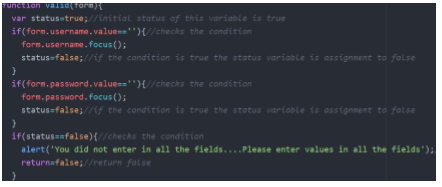 function valid(form){
var status=true;//initial status of this variable is true
if(form.username.value==''){//checks the condition
form.username.focus();
status=false;//if the condition is true the status variable is assignment to false
}
if(form.password.value==''){//checks the condition
form.password.focus();
status=false;//if the condition is true the status variable is assignment to false
}
if(status==false){//checks the condition
alert('You did not enter in all the fields....Please enter values in all the fields');
return=false;//return false
}